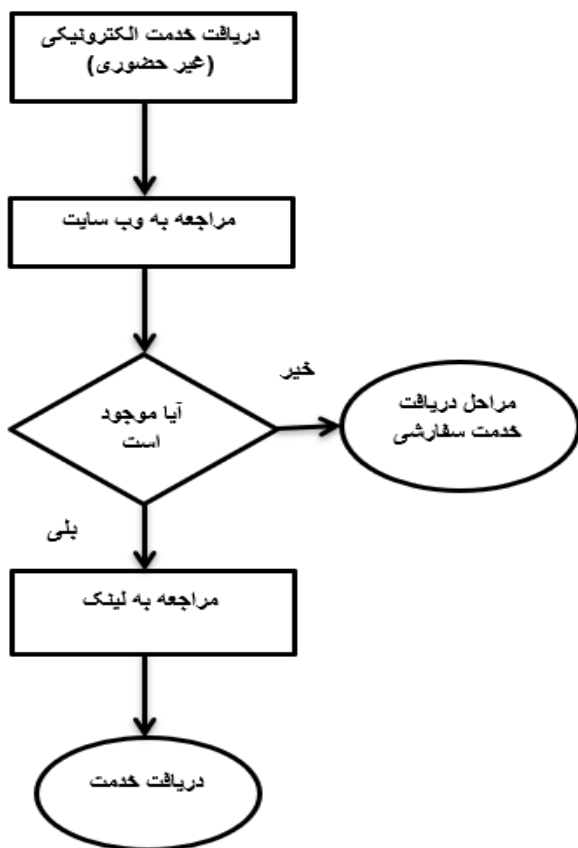 دریافت خدمت الکترونیکی
(غیر حضوری)
مراجعه به وب سایت
آیا موجود
است
خیر
مراحل دریافت
خدمت سفارشی
بلی
مراجعه به لینک
دریافت خدمت